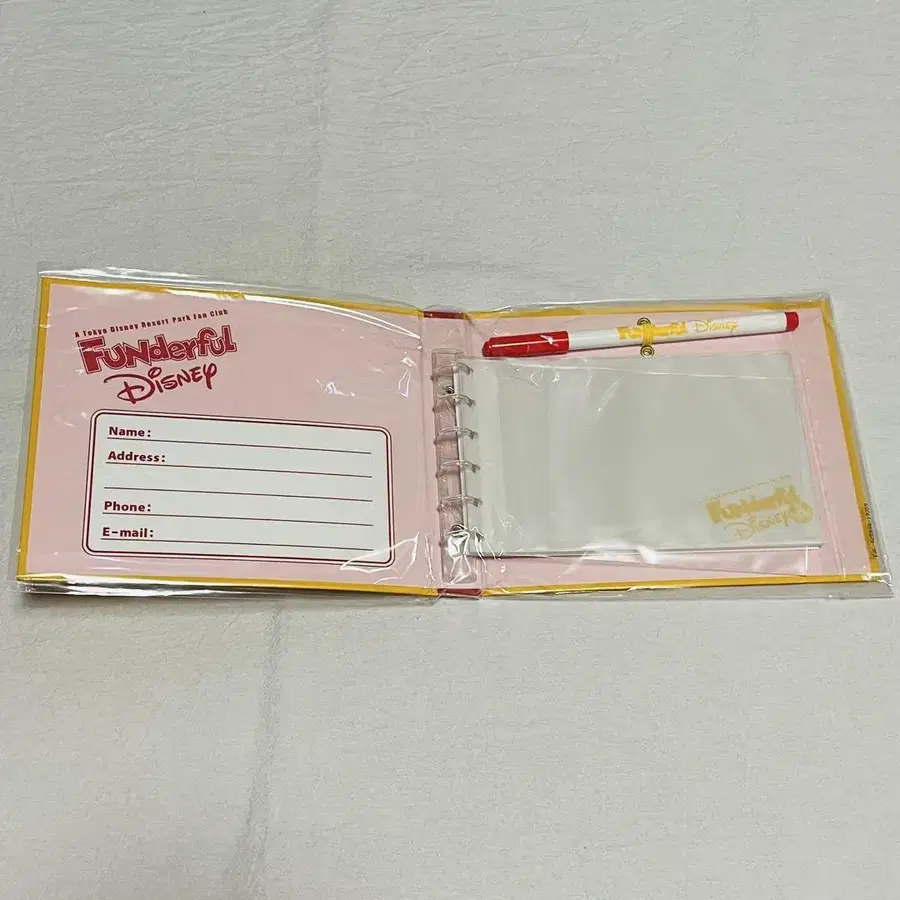 A Tokyo Disney Resort Park Fan Club
FUNderful
DISNEY
Name:
Address:
Phone:
E-mail:
FUNderful DISNEY
FUNderful
DISNEY